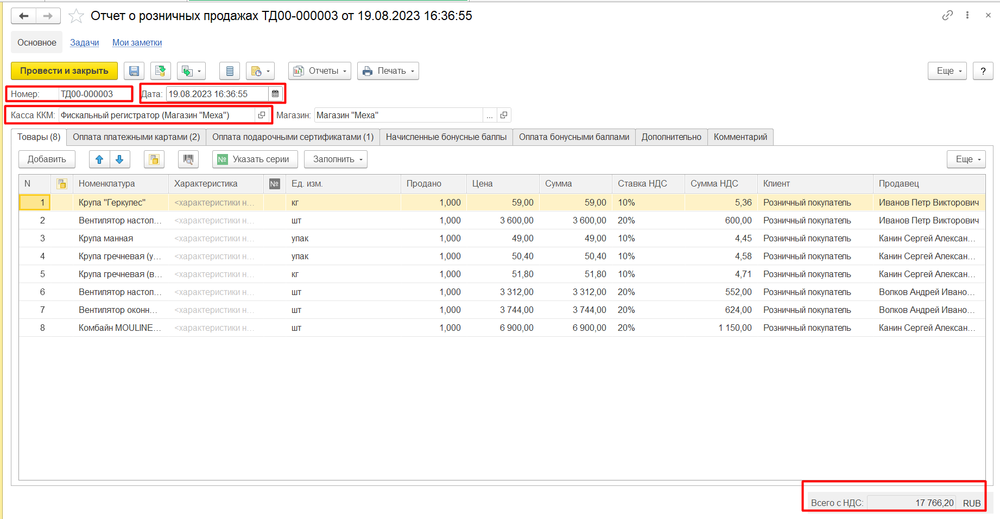 Отчет о розничных продажах ТД00-000003 от 19.08.2023 16:36:55
Основное Задачи Мои заметки
Провести и закрыть Отчеты Печать Еще ?
Номер: ТД00-000003 Дата: 19.08.2023 16:36:55
Касса ККМ: Фискальный регистратор (Магазин "Меха") Магазин: Магазин "Меха" ...
Товары (8) Оплата платежными картами (2) Оплата подарочными сертификатами (1) Начисленные бонусные баллы Оплата бонусными баллами Дополнительно Комментарий
Добавить № Указать серии Заполнить Еще
N Номенклатура Характеристика № Ед. изм. Продано Цена Сумма Ставка НДС Сумма НДС Клиент Продавец
1 Крупа "Геркулес" <характеристики н... кг 1,000 59,00 59,00 10% 5,36 Розничный покупатель Иванов Петр Викторович
2 Вентилятор настол... <характеристики н... шт 1,000 3 600,00 3 600,00 20% 600,00 Розничный покупатель Иванов Петр Викторович
3 Крупа манная <характеристики н... упак 1,000 49,00 49,00 10% 4,45 Розничный покупатель Канин Сергей Алексан...
4 Крупа гречневая (у... <характеристики н... упак 1,000 50,40 50,40 10% 4,58 Розничный покупатель Канин Сергей Алексан...
5 Крупа гречневая (в... <характеристики н... кг 1,000 51,80 51,80 10% 4,71 Розничный покупатель Канин Сергей Алексан...
6 Вентилятор настол... <характеристики н... шт 1,000 3 312,00 3 312,00 20% 552,00 Розничный покупатель Волков Андрей Ивано...
7 Вентилятор оконн... <характеристики н... шт 1,000 3 744,00 3 744,00 20% 624,00 Розничный покупатель Волков Андрей Ивано...
8 Комбайн MOULINE... <характеристики н... шт 1,000 6 900,00 6 900,00 20% 1 150,00 Розничный покупатель Канин Сергей Алексан...
Всего с НДС: 17 766,20 RUB